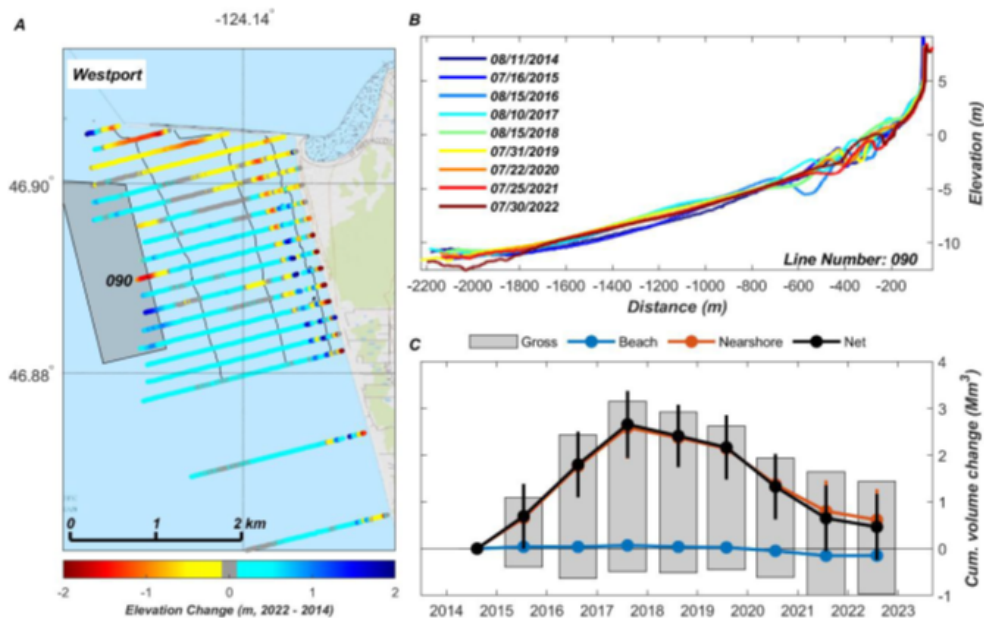 A
-124.14°
Westport
46.90°
090
46.88°
0 1 2 km
-2 -1 0 1 2
Elevation Change (m, 2022 - 2014)
B
08/11/2014
07/16/2015
08/15/2016
08/10/2017
08/15/2018
07/31/2019
07/22/2020
07/25/2021
07/30/2022
5
0
-5
-10
Elevation (m)
Line Number: 090
-2200 -2000 -1800 -1600 -1400 -1200 -1000 -800 -600 -400 -200
Distance (m)
C
Gross Beach Nearshore Net
4
3
2
1
0
-1
Cum. volume change (Mm³)
2014 2015 2016 2017 2018 2019 2020 2021 2022 2023